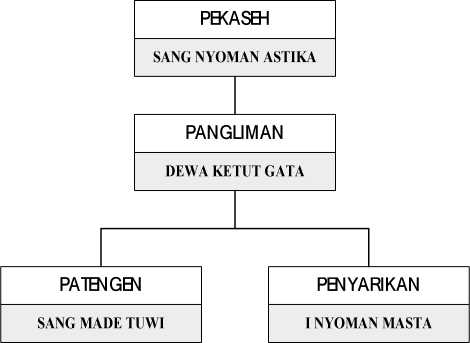 PEKASEH
SANG NYOMAN ASTIKA
PANGLIMAN
DEWA KETUT GATA
PATENGEN
SANG MADE TUWI
PENYARIKAN
I NYOMAN MASTA